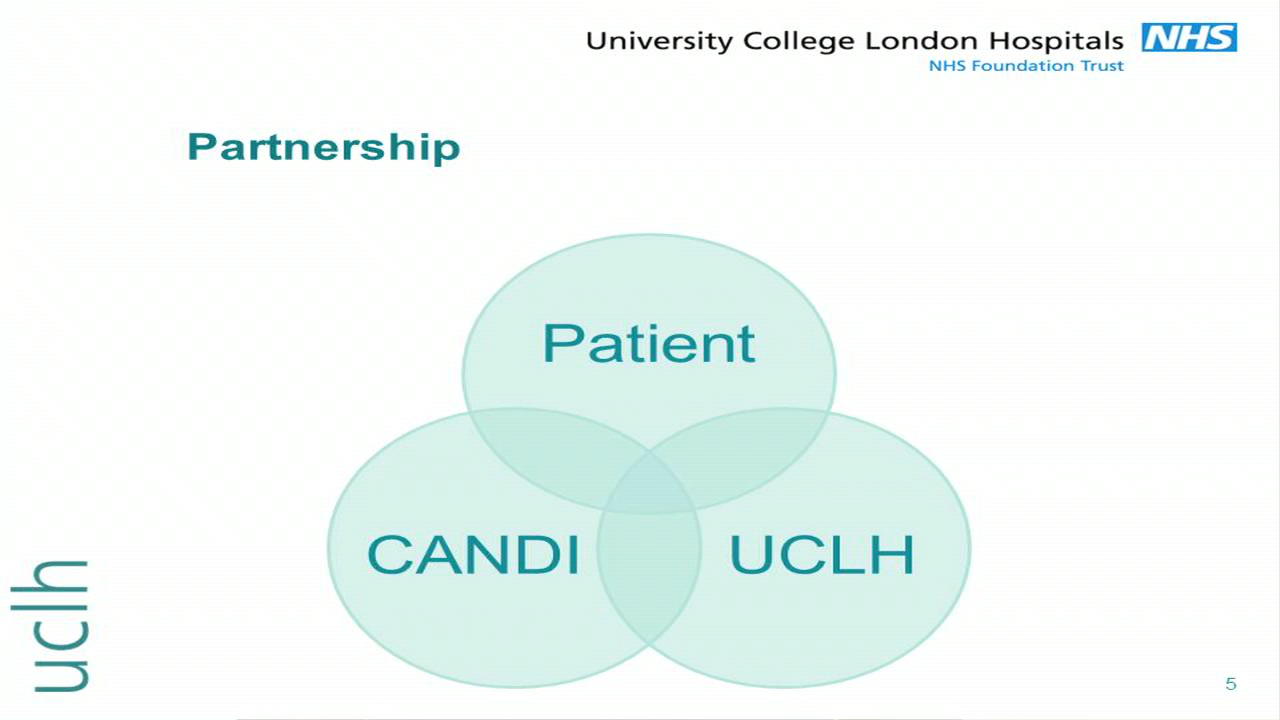 University College London Hospitals NHS
NHS Foundation Trust
Partnership
Patient
CANDI
UCLH
uclh
5